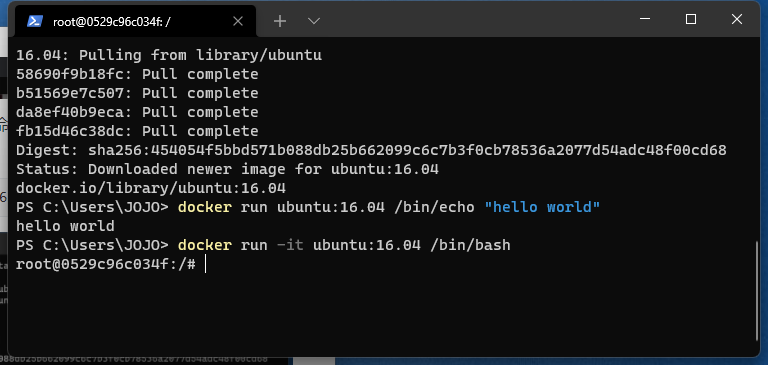 root@0529c96c034f: /
16.04: Pulling from library/ubuntu
58690f9b18fc: Pull complete
b51569e7c507: Pull complete
da8ef40b9eca: Pull complete
fb15d46c38dc: Pull complete
Digest: sha256:454054f5bbd571b088db25b662099c6c7b3f0cb78536a2077d54adc48f00cd68
Status: Downloaded newer image for ubuntu:16.04
docker.io/library/ubuntu:16.04
PS C:\Users\JOJO> docker run ubuntu:16.04 /bin/echo "hello world"
hello world
PS C:\Users\JOJO> docker run -it ubuntu:16.04 /bin/bash
root@0529c96c034f:/#